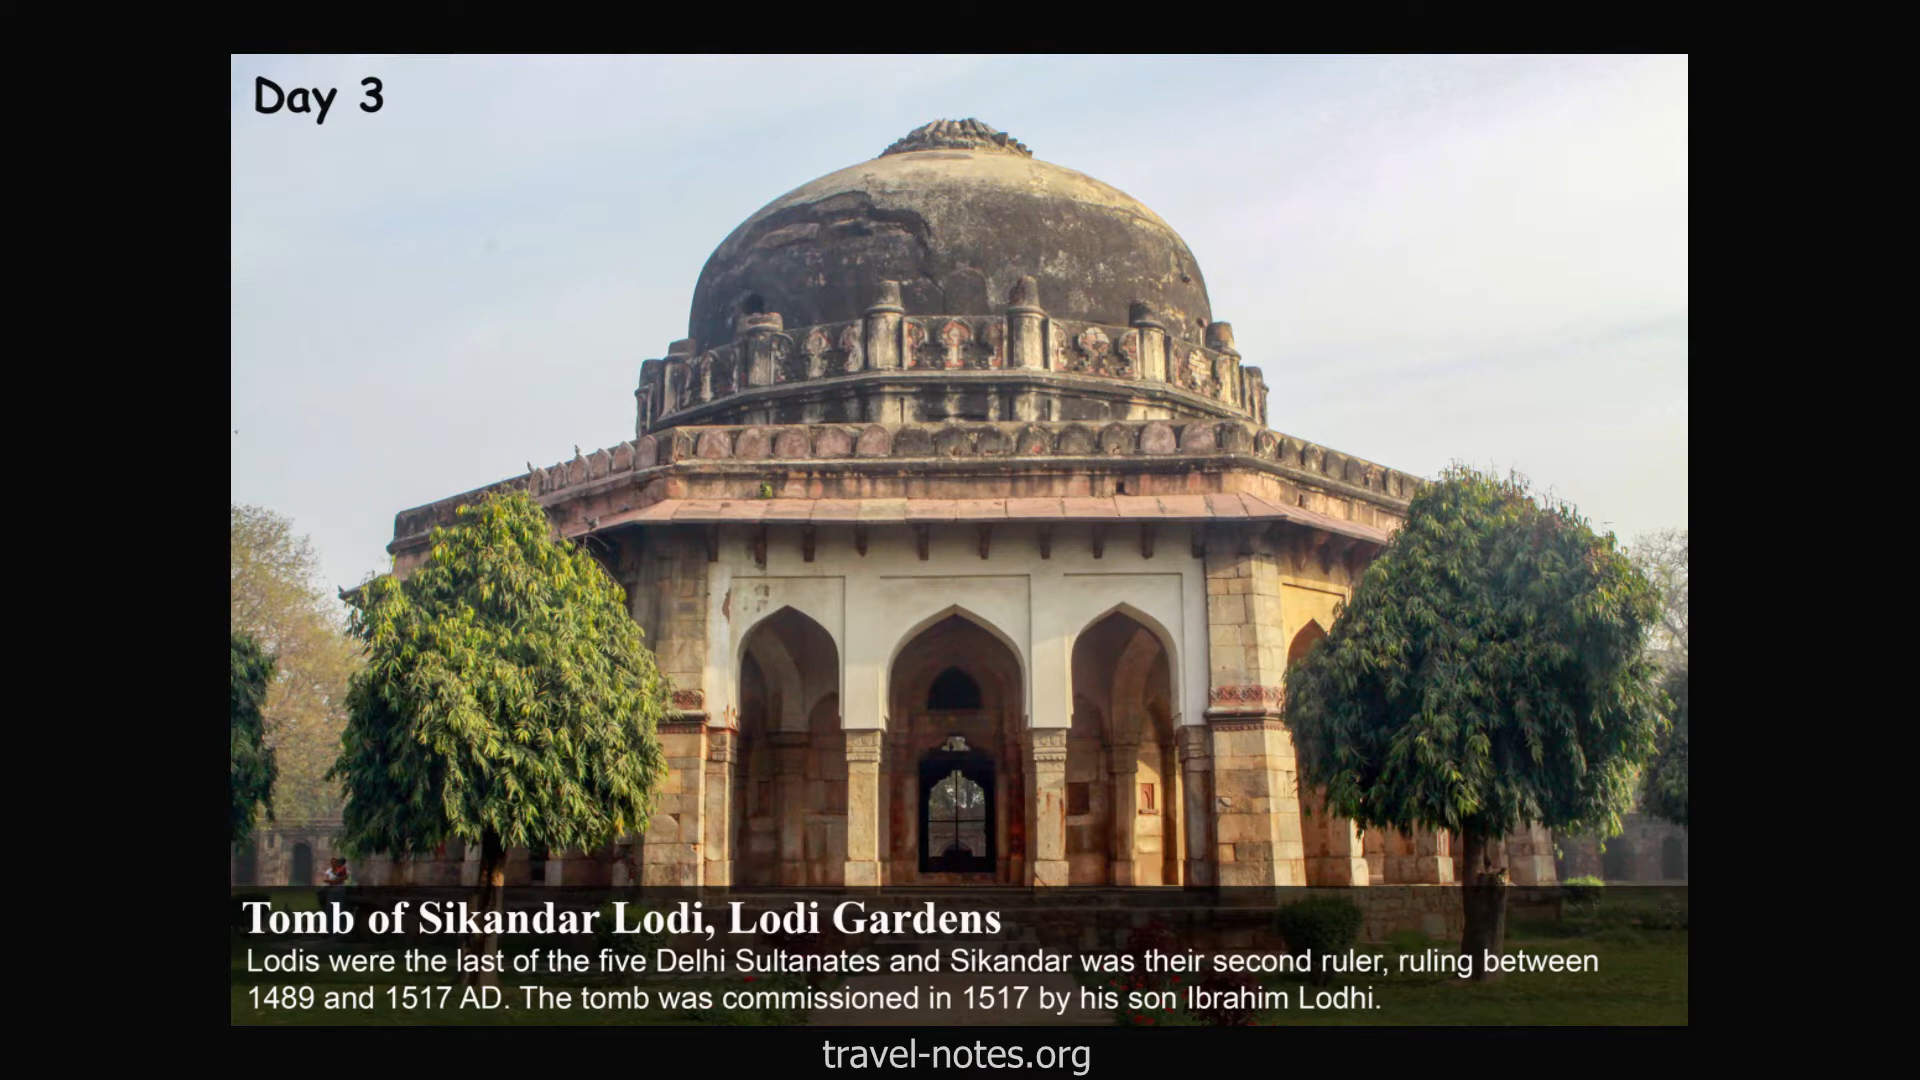 Day 3
Tomb of Sikandar Lodi, Lodi Gardens
Lodis were the last of the five Delhi Sultanates and Sikandar was their second ruler, ruling between
1489 and 1517 AD. The tomb was commissioned in 1517 by his son Ibrahim Lodhi.
travel-notes.org